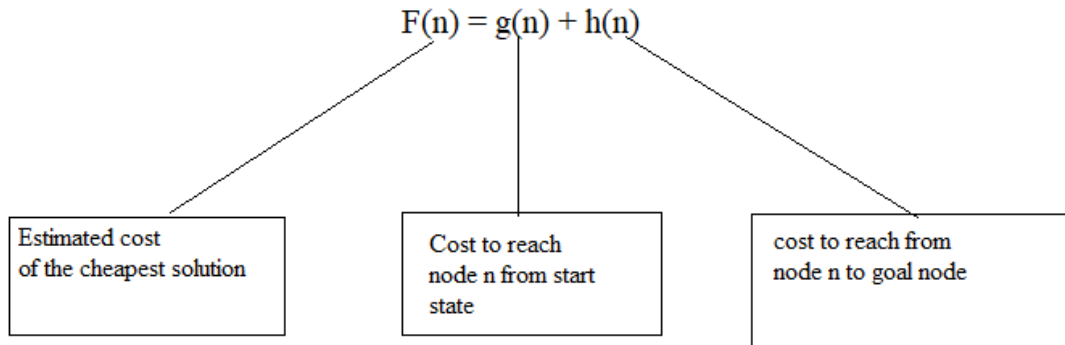 F(n) = g(n) + h(n)
Estimated cost
of the cheapest solution
Cost to reach
node n from start
state
cost to reach from
node n to goal node